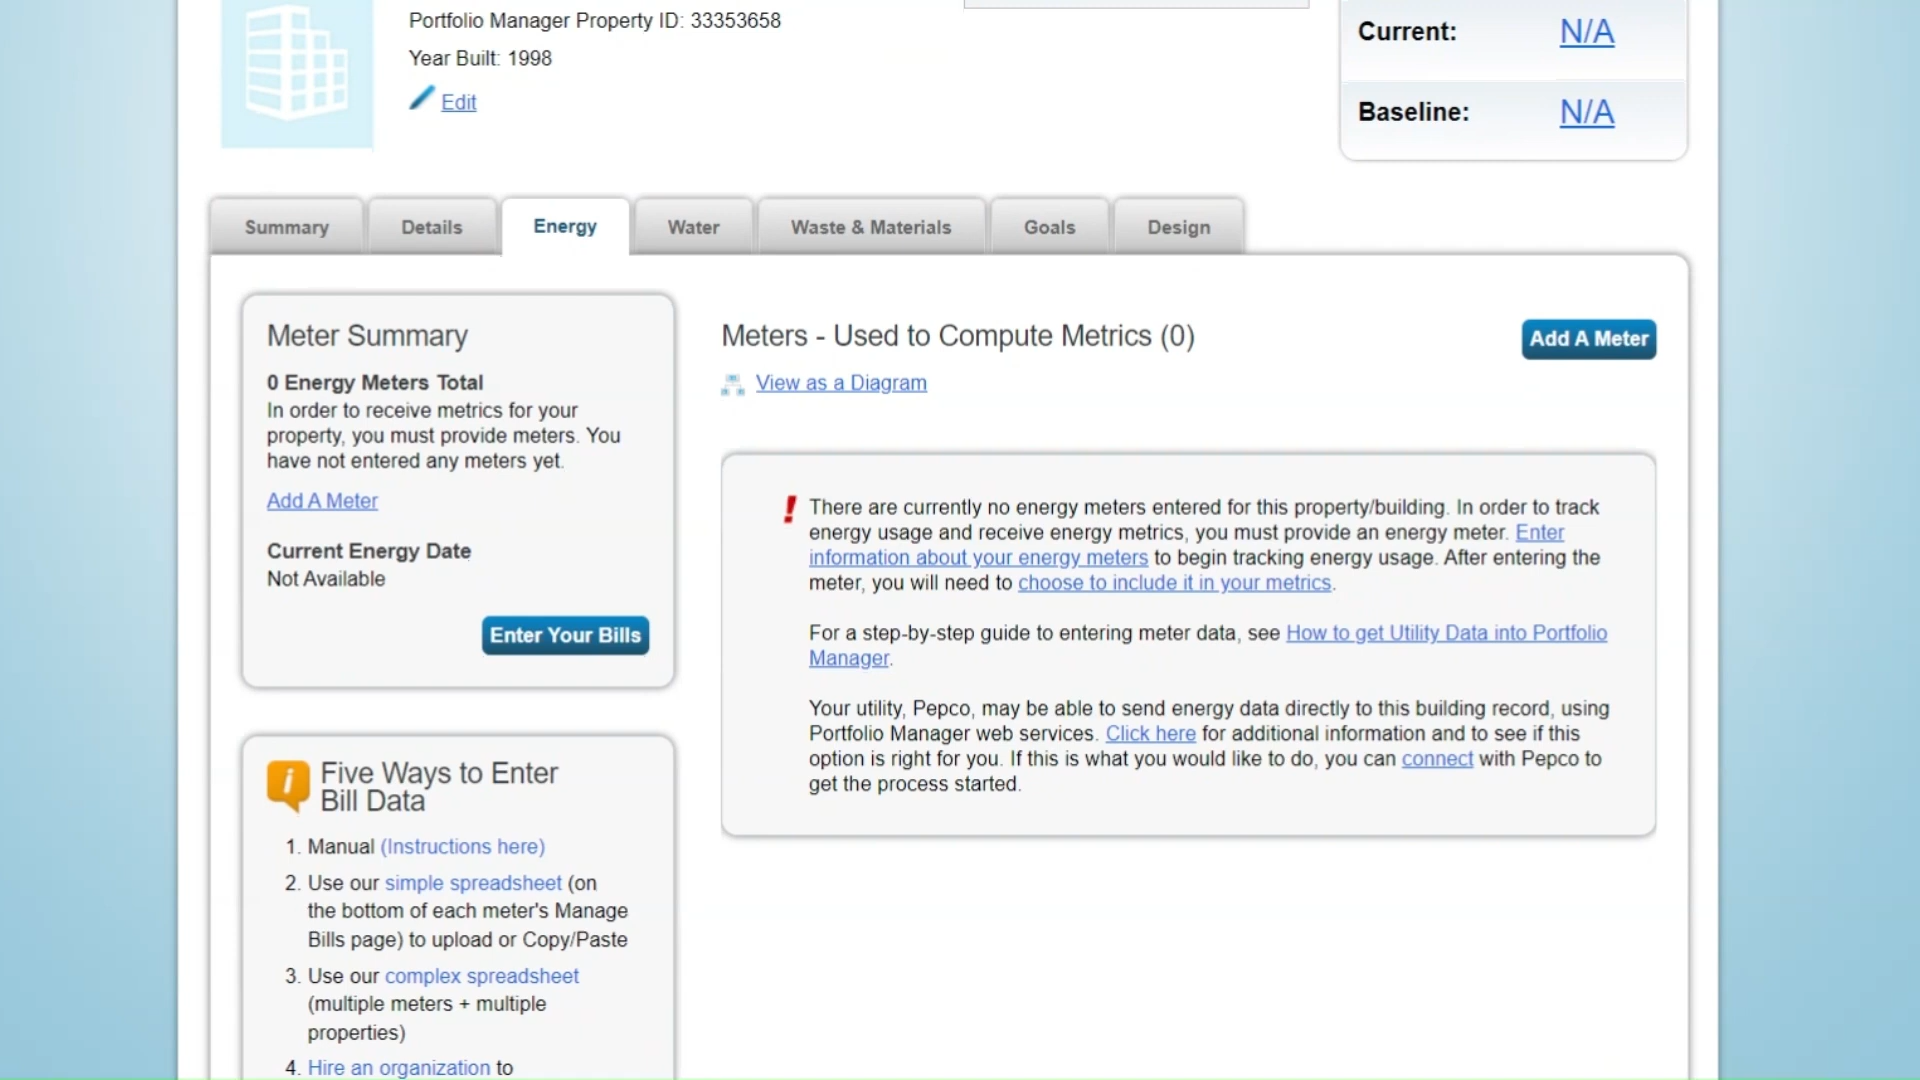 Portfolio Manager Property ID: 33353658
Year Built: 1998
Edit
Current: N/A
Baseline: N/A
Summary Details Energy Water Waste & Materials Goals Design
Meter Summary
0 Energy Meters Total
In order to receive metrics for your
property, you must provide meters. You
have not entered any meters yet.
Add A Meter
Current Energy Date
Not Available
Enter Your Bills
i Five Ways to Enter
Bill Data
1. Manual (Instructions here)
2. Use our simple spreadsheet (on
the bottom of each meter's Manage
Bills page) to upload or Copy/Paste
3. Use our complex spreadsheet
(multiple meters + multiple
properties)
4. Hire an organization to
Meters - Used to Compute Metrics (0)
Add A Meter
View as a Diagram
! There are currently no energy meters entered for this property/building. In order to track
energy usage and receive energy metrics, you must provide an energy meter. Enter
information about your energy meters to begin tracking energy usage. After entering the
meter, you will need to choose to include it in your metrics.
For a step-by-step guide to entering meter data, see How to get Utility Data into Portfolio
Manager.
Your utility, Pepco, may be able to send energy data directly to this building record, using
Portfolio Manager web services. Click here for additional information and to see if this
option is right for you. If this is what you would like to do, you can connect with Pepco to
get the process started.